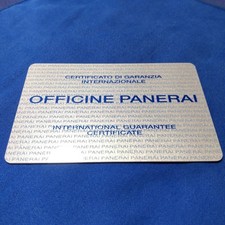 CERTIFICATO DI GARANZIA
INTERNAZIONALE
OFFICINE PANERAI
INTERNATIONAL GUARANTEE
CERTIFICATE